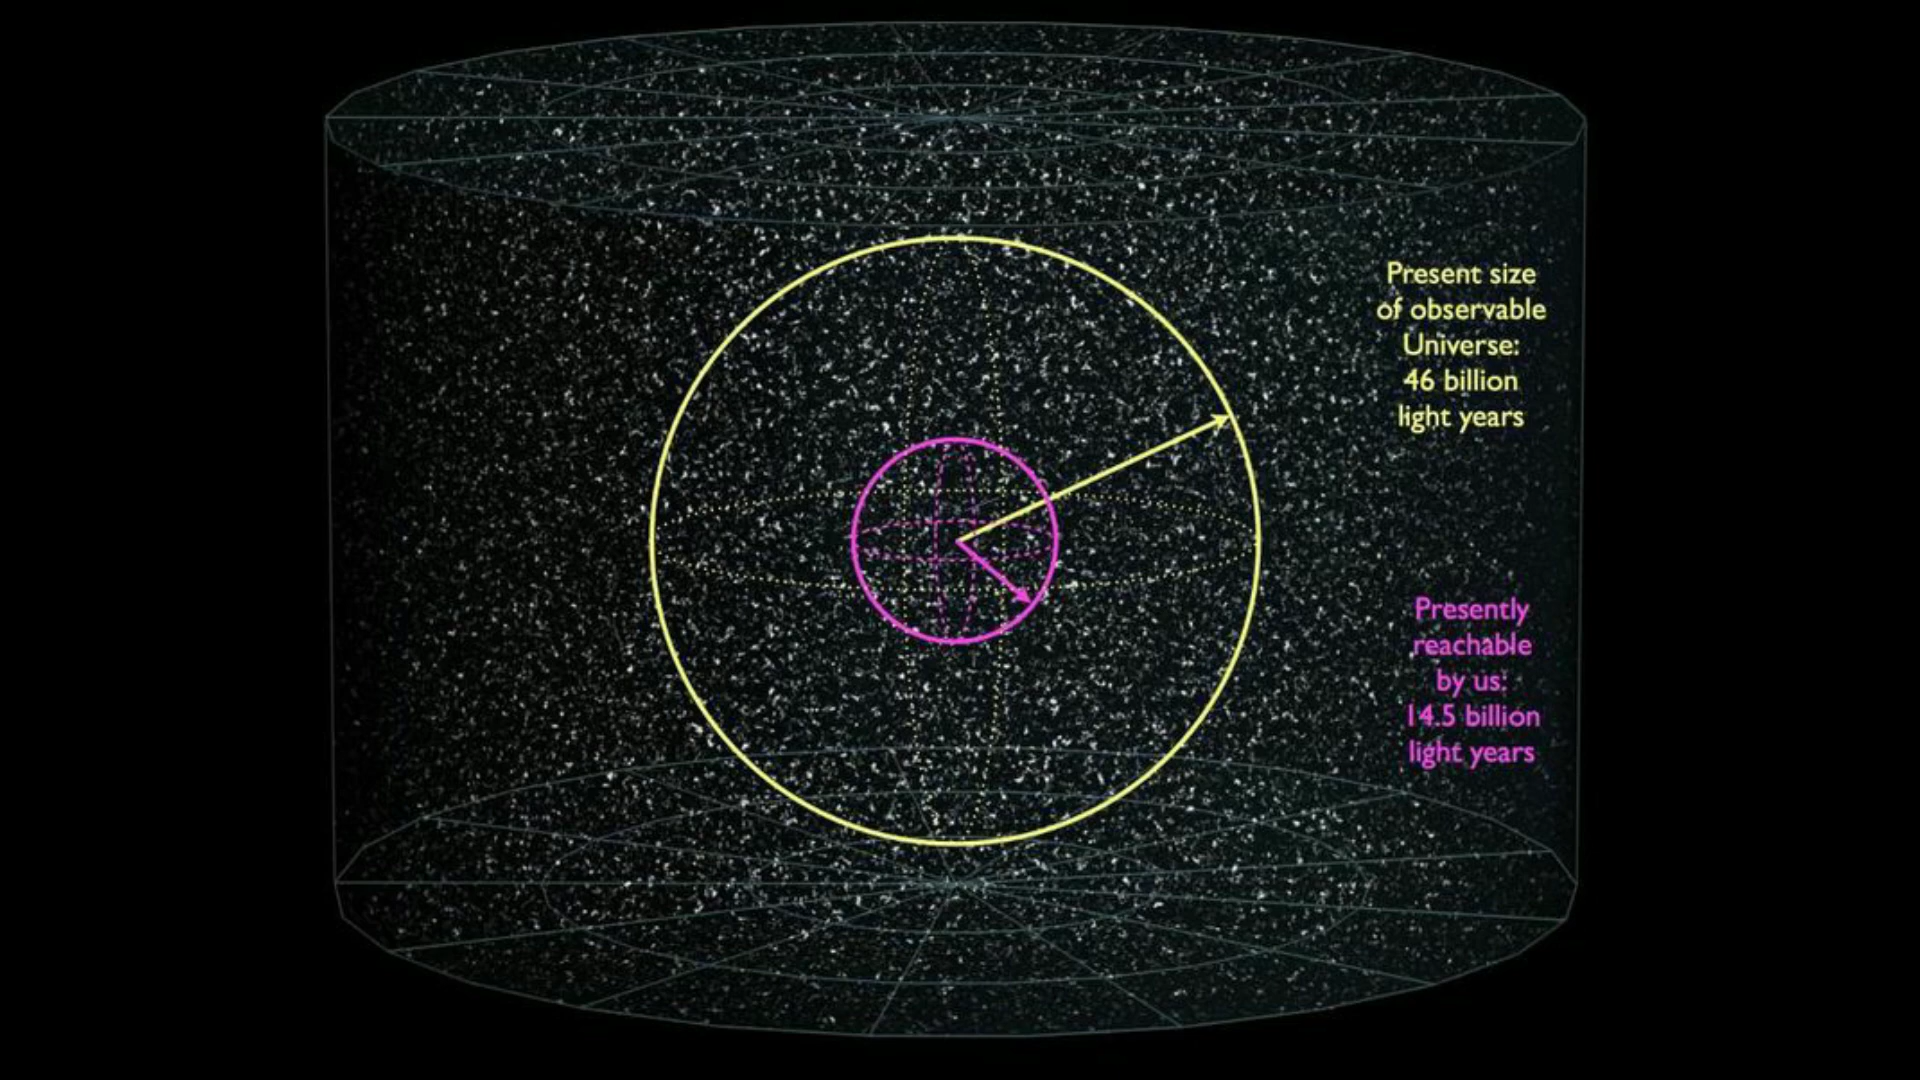 Present size
of observable
Universe:
46 billion
light years
Presently
reachable
by us:
14.5 billion
light years